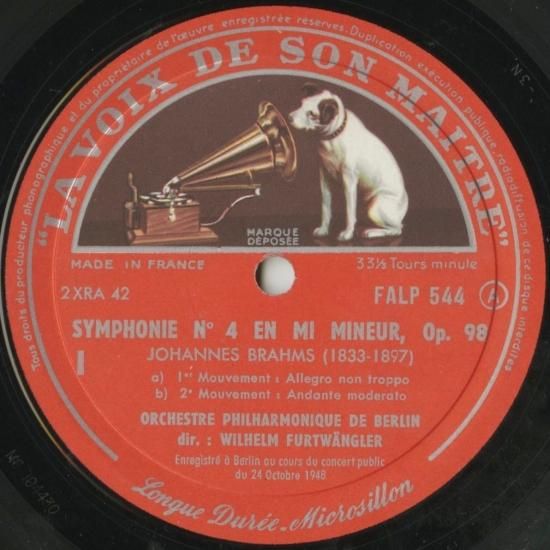 Tous droits du producteur phonographique et du propriétaire de l'œuvre enregistrée réservés. Duplication, exécution publique, radiodiffusion de ce disque interdites
"LA VOIX DE SON MAITRE"
MARQUE
DÉPOSÉE
MADE IN FRANCE
33⅓ Tours minute
2XRA 42
FALP 544 A
SYMPHONIE N° 4 EN MI MINEUR, Op. 98
I
JOHANNES BRAHMS (1833-1897)
a) 1er Mouvement : Allegro non troppo
b) 2e Mouvement : Andante moderato
ORCHESTRE PHILHARMONIQUE DE BERLIN
dir. : WILHELM FURTWÄNGLER
Enregistré à Berlin au cours du concert public
du 24 Octobre 1948
Longue Durée-Microsillon